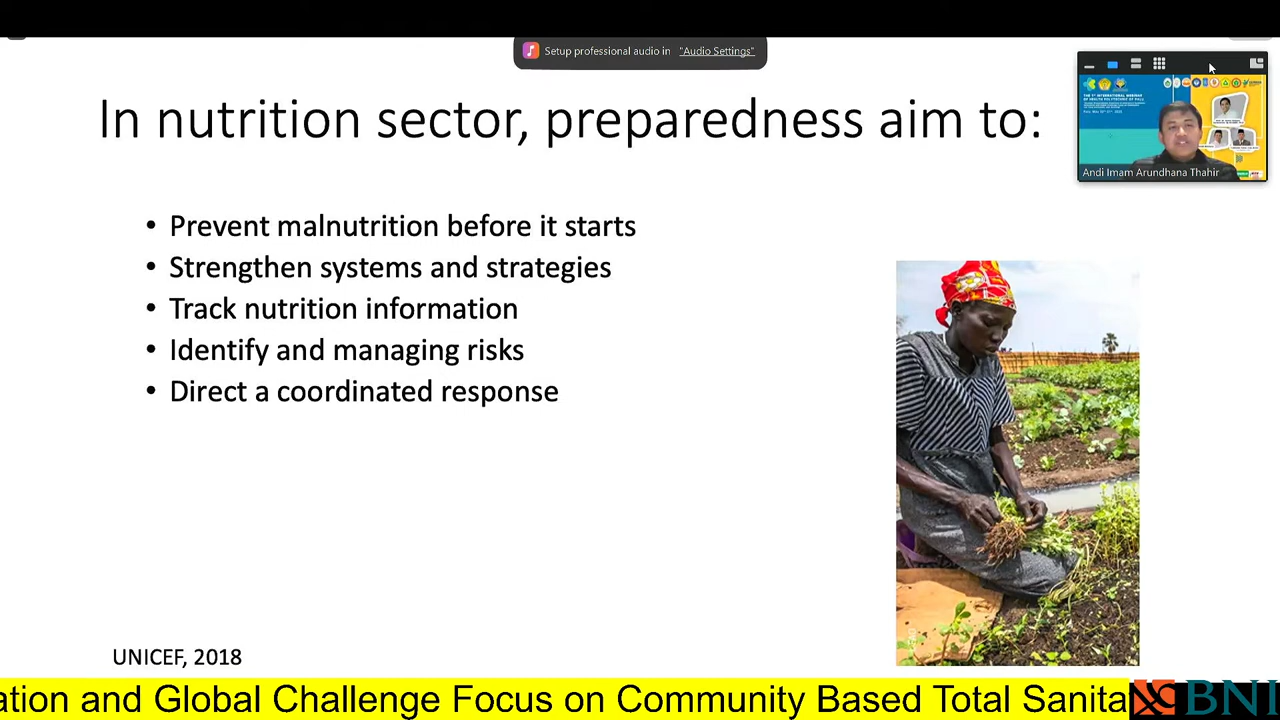 Setup professional audio in "Audio Settings"
In nutrition sector, preparedness aim to:
Andi Imam Arundhana Thahir
• Prevent malnutrition before it starts
• Strengthen systems and strategies
• Track nutrition information
• Identify and managing risks
• Direct a coordinated response
UNICEF, 2018
ation and Global Challenge Focus on Community Based Total Sanita
BNI